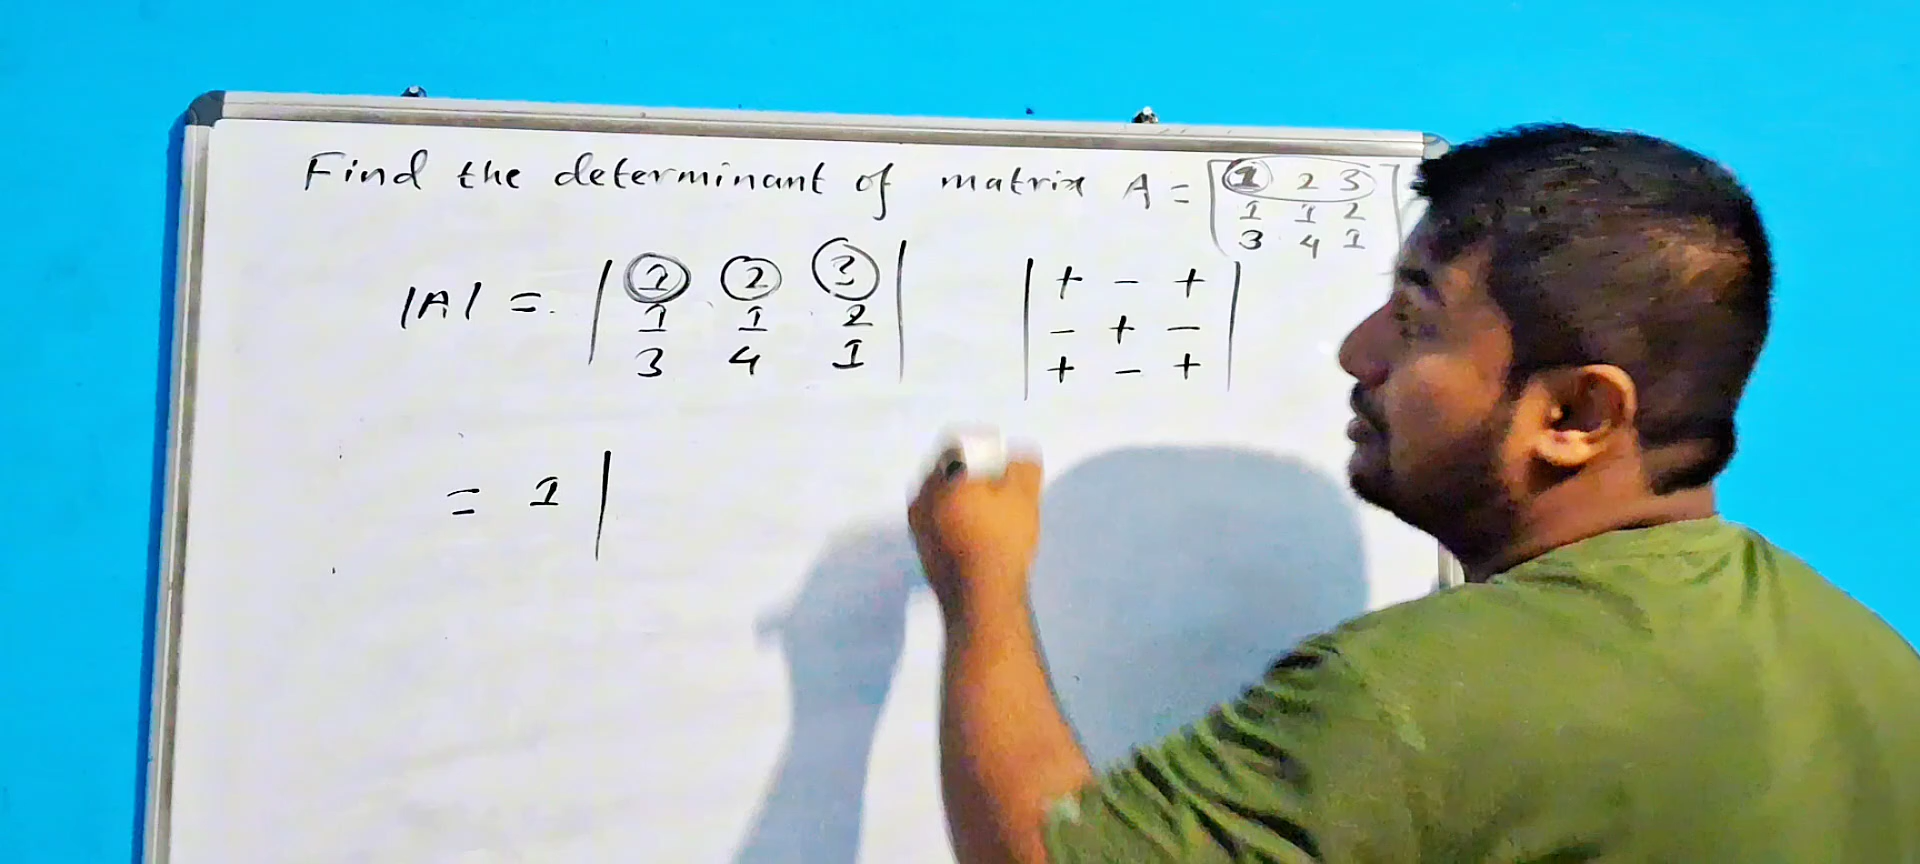 Find the determinant of matrix A = [1 2 3
1 1 2
3 4 1]
|A| = |1 2 3
1 1 2
3 4 1|
|+ - +
- + -
+ - +|
= 1 |